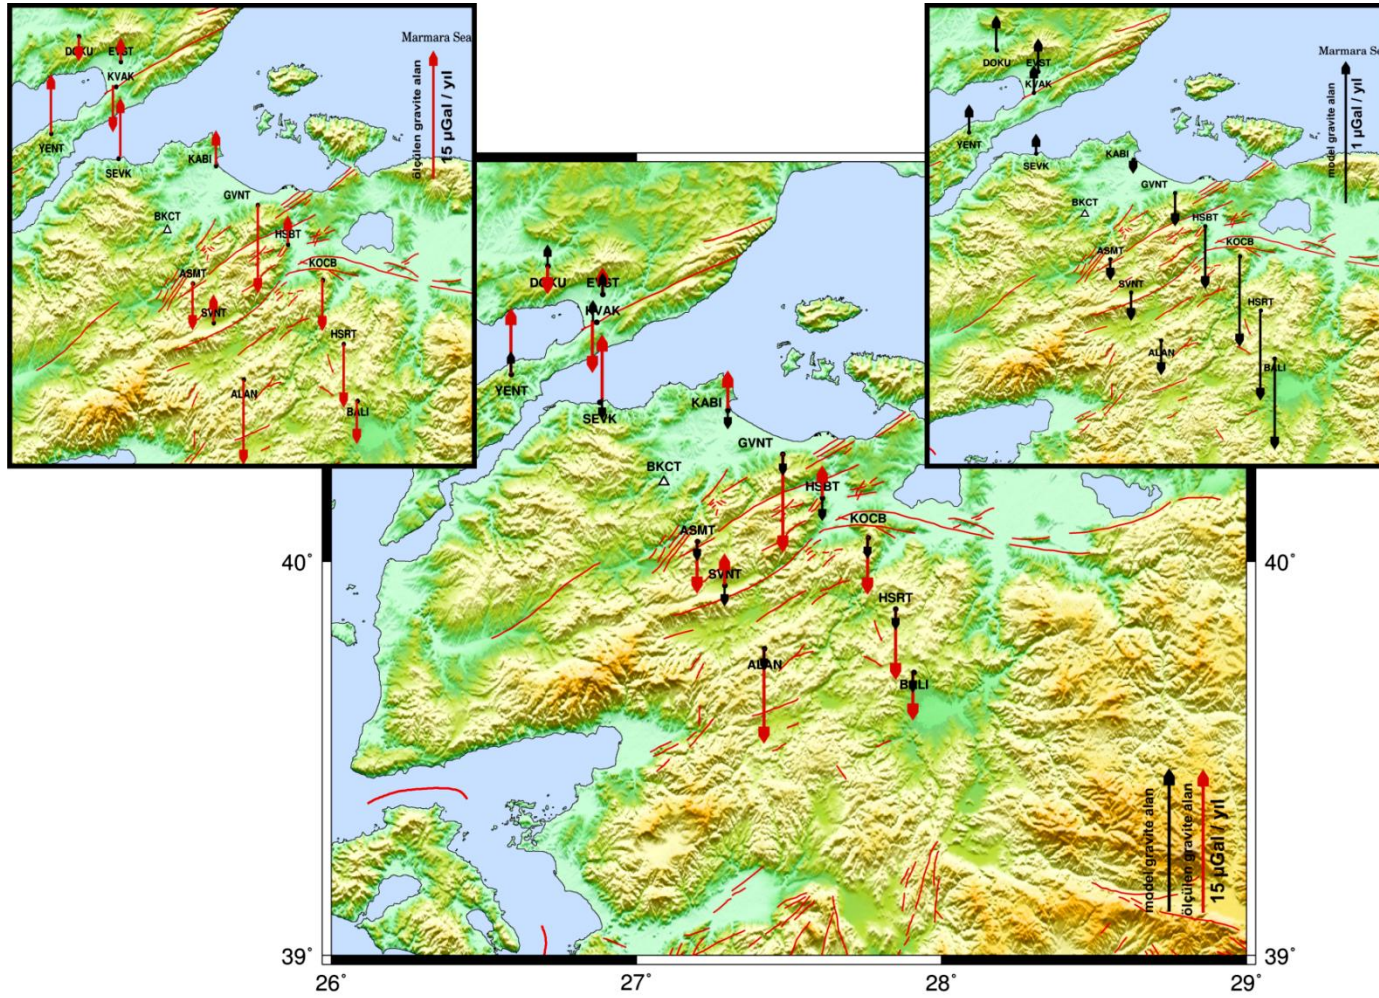 Marmara Sea
DOKU
EVST
KVAK
YENT
SEVK
KABI
GVNT
BKCT
HSBT
ASMT
KOCB
SVNT
HSRT
ALAN
BALI
ölçülen gravite alan
15 µGal / yıl
Marmara Se
DOKU
EVST
KVAK
YENT
SEVK
KABI
GVNT
BKCT
HSBT
KOCB
ASMT
SVNT
HSRT
ALAN
BALI
model gravite alan
1 µGal / yıl
DOKU
EVST
KVAK
YENT
SEVK
KABI
GVNT
BKCT
HSBT
KOCB
ASMT
SVNT
HSRT
ALAN
BALI
model gravite alan
ölçülen gravite alan
15 µGal / yıl
40°
40°
39°
39°
26°
27°
28°
29°